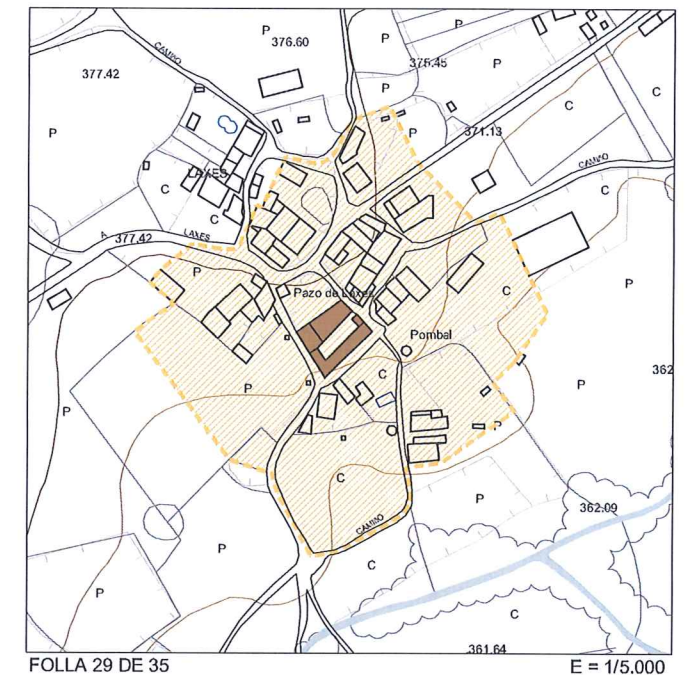 P
376.60
P
P
375.45
P
CAMIÑO
377.42
P
C
C
P
P
371.13
LAXES
C
CAMIÑO
C
C
A
LAXES
377.42
P
Pazo de Laxes
C
P
Pombal
362
C
P
P
P
P
C
P
362.09
CAMIÑO
P
C
P
C
361.64
FOLLA 29 DE 35
E = 1/5.000